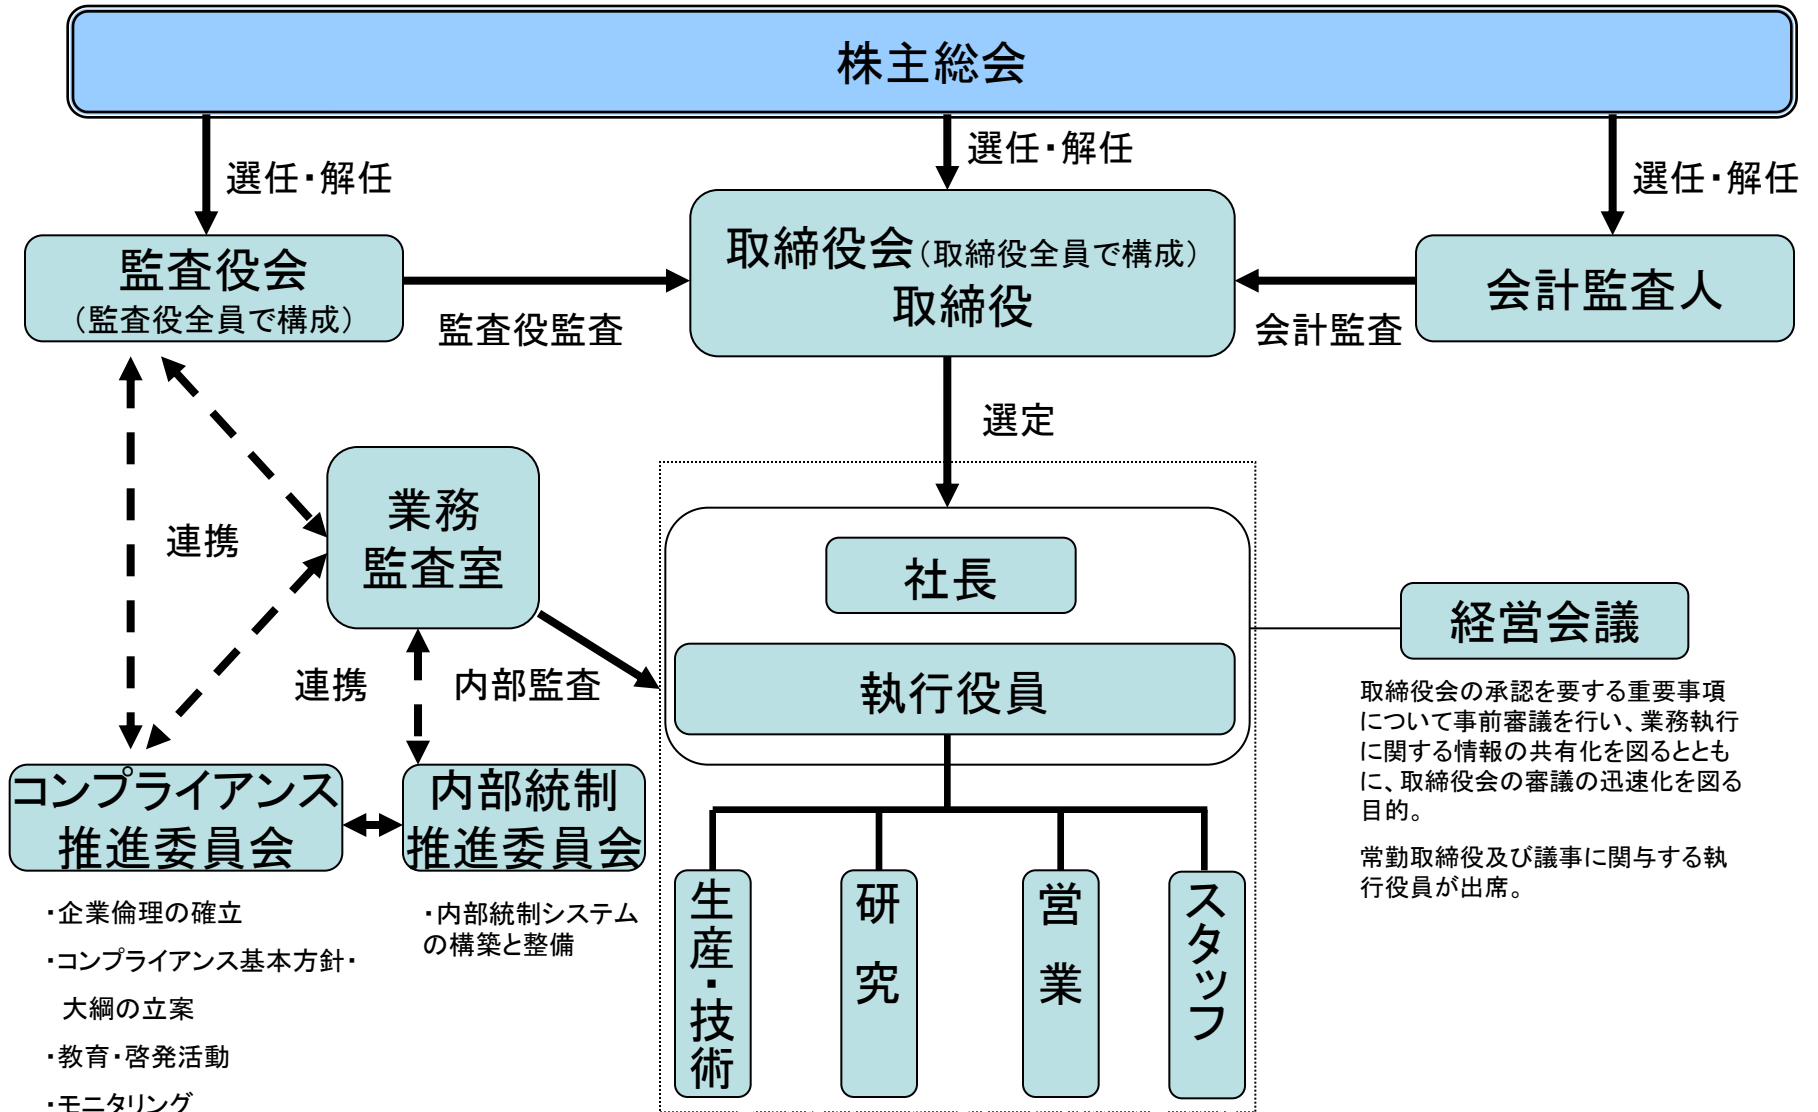 株主総会
選任・解任
選任・解任
選任・解任
監査役会
（監査役全員で構成）
監査役監査
取締役会（取締役全員で構成）
取締役
会計監査
会計監査人
選定
連携
業務
監査室
連携
内部監査
社長
執行役員
経営会議
取締役会の承認を要する重要事項
について事前審議を行い、業務執行
に関する情報の共有化を図るととも
に、取締役会の審議の迅速化を図る
目的。
常勤取締役及び議事に関与する執
行役員が出席。
コンプライアンス
推進委員会
・企業倫理の確立
・コンプライアンス基本方針・
大綱の立案
・教育・啓発活動
・モニタリング
内部統制
推進委員会
・内部統制システム
の構築と整備
生産・技術
研究
営業
スタッフ